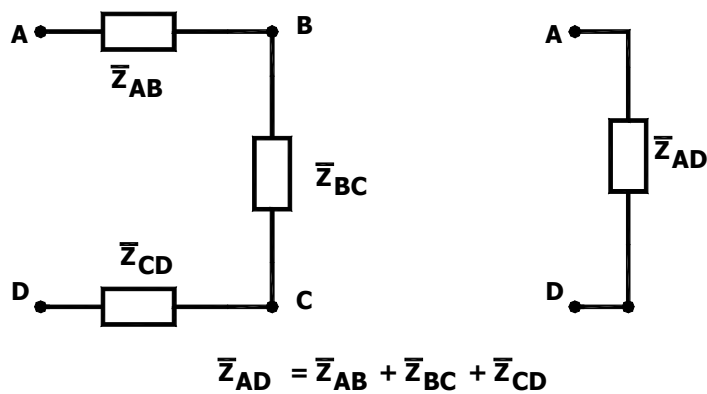 A B A
Z̅AB
Z̅BC Z̅AD
Z̅CD
D C D
Z̅AD = Z̅AB + Z̅BC + Z̅CD